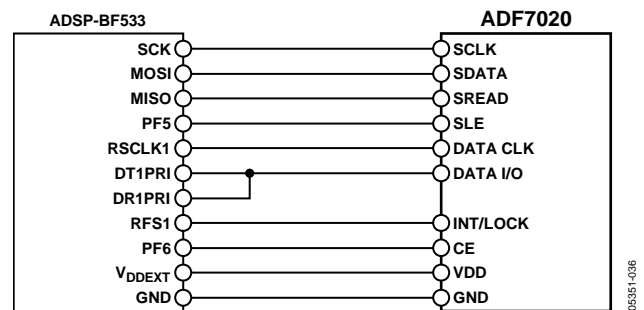 ADSP-BF533 ADF7020
SCK SCLK
MOSI SDATA
MISO SREAD
PF5 SLE
RSCLK1 DATA CLK
DT1PRI DATA I/O
DR1PRI
RFS1 INT/LOCK
PF6 CE
VDDEXT VDD
GND GND
05351-036